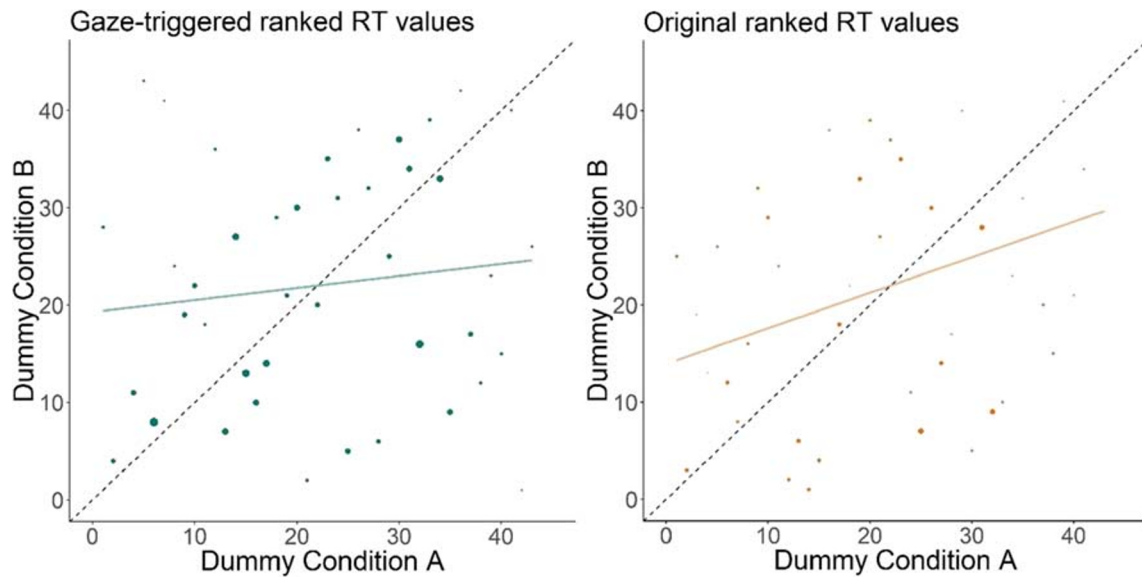 Gaze-triggered ranked RT values
Dummy Condition B
40
30
20
10
0
0 10 20 30 40
Dummy Condition A
Original ranked RT values
Dummy Condition B
40
30
20
10
0
0 10 20 30 40
Dummy Condition A